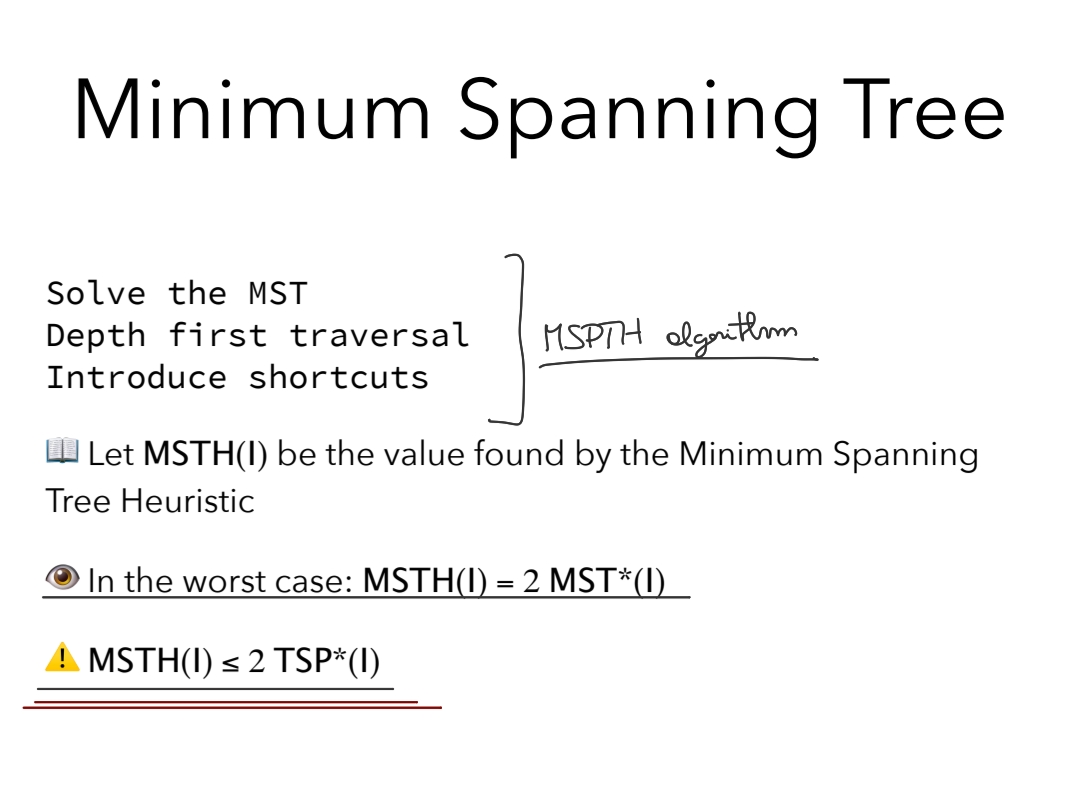 Minimum Spanning Tree
Solve the MST
Depth first traversal
Introduce shortcuts
MSPTH algorithm
📖 Let MSTH(I) be the value found by the Minimum Spanning
Tree Heuristic
👁 In the worst case: MSTH(I) = 2 MST*(I)
⚠️ MSTH(I) ≤ 2 TSP*(I)